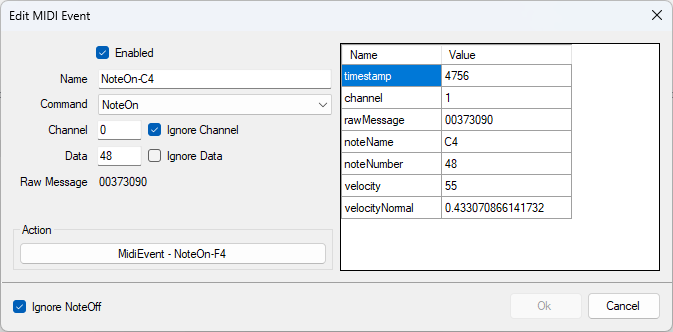 Edit MIDI Event
Enabled
Name NoteOn-C4
Command NoteOn
Channel 0 Ignore Channel
Data 48 Ignore Data
Raw Message 00373090
Action
MidiEvent - NoteOn-F4
Name Value
timestamp 4756
channel 1
rawMessage 00373090
noteName C4
noteNumber 48
velocity 55
velocityNormal 0.433070866141732
Ignore NoteOff
Ok Cancel